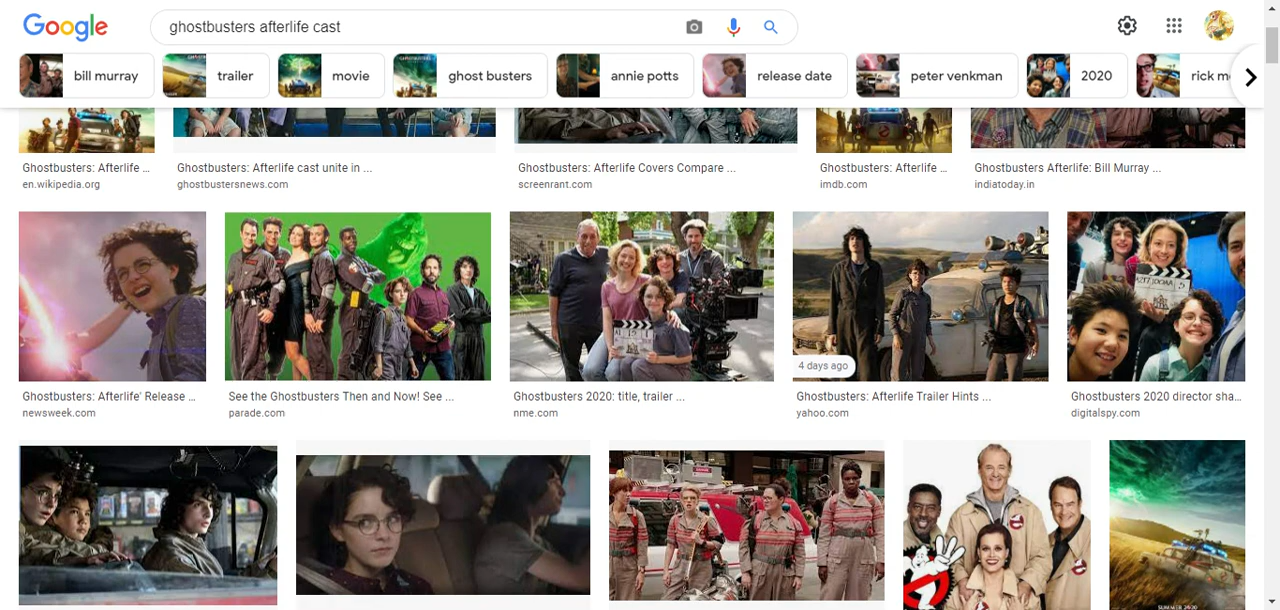 Google
ghostbusters afterlife cast
bill murray
trailer
movie
ghost busters
annie potts
release date
peter venkman
2020
rick m
Ghostbusters: Afterlife ...
Ghostbusters: Afterlife cast unite in ...
Ghostbusters: Afterlife Covers Compare ...
Ghostbusters: Afterlife ...
Ghostbusters Afterlife: Bill Murray ...
en.wikipedia.org
ghostbustersnews.com
screenrant.com
imdb.com
indiatoday.in
4 days ago
Ghostbusters: Afterlife' Release ...
See the Ghostbusters Then and Now! See ...
Ghostbusters 2020: title, trailer ...
Ghostbusters: Afterlife Trailer Hints ...
Ghostbusters 2020 director sha...
newsweek.com
parade.com
nme.com
yahoo.com
digitalspy.com
SUMMER 2020